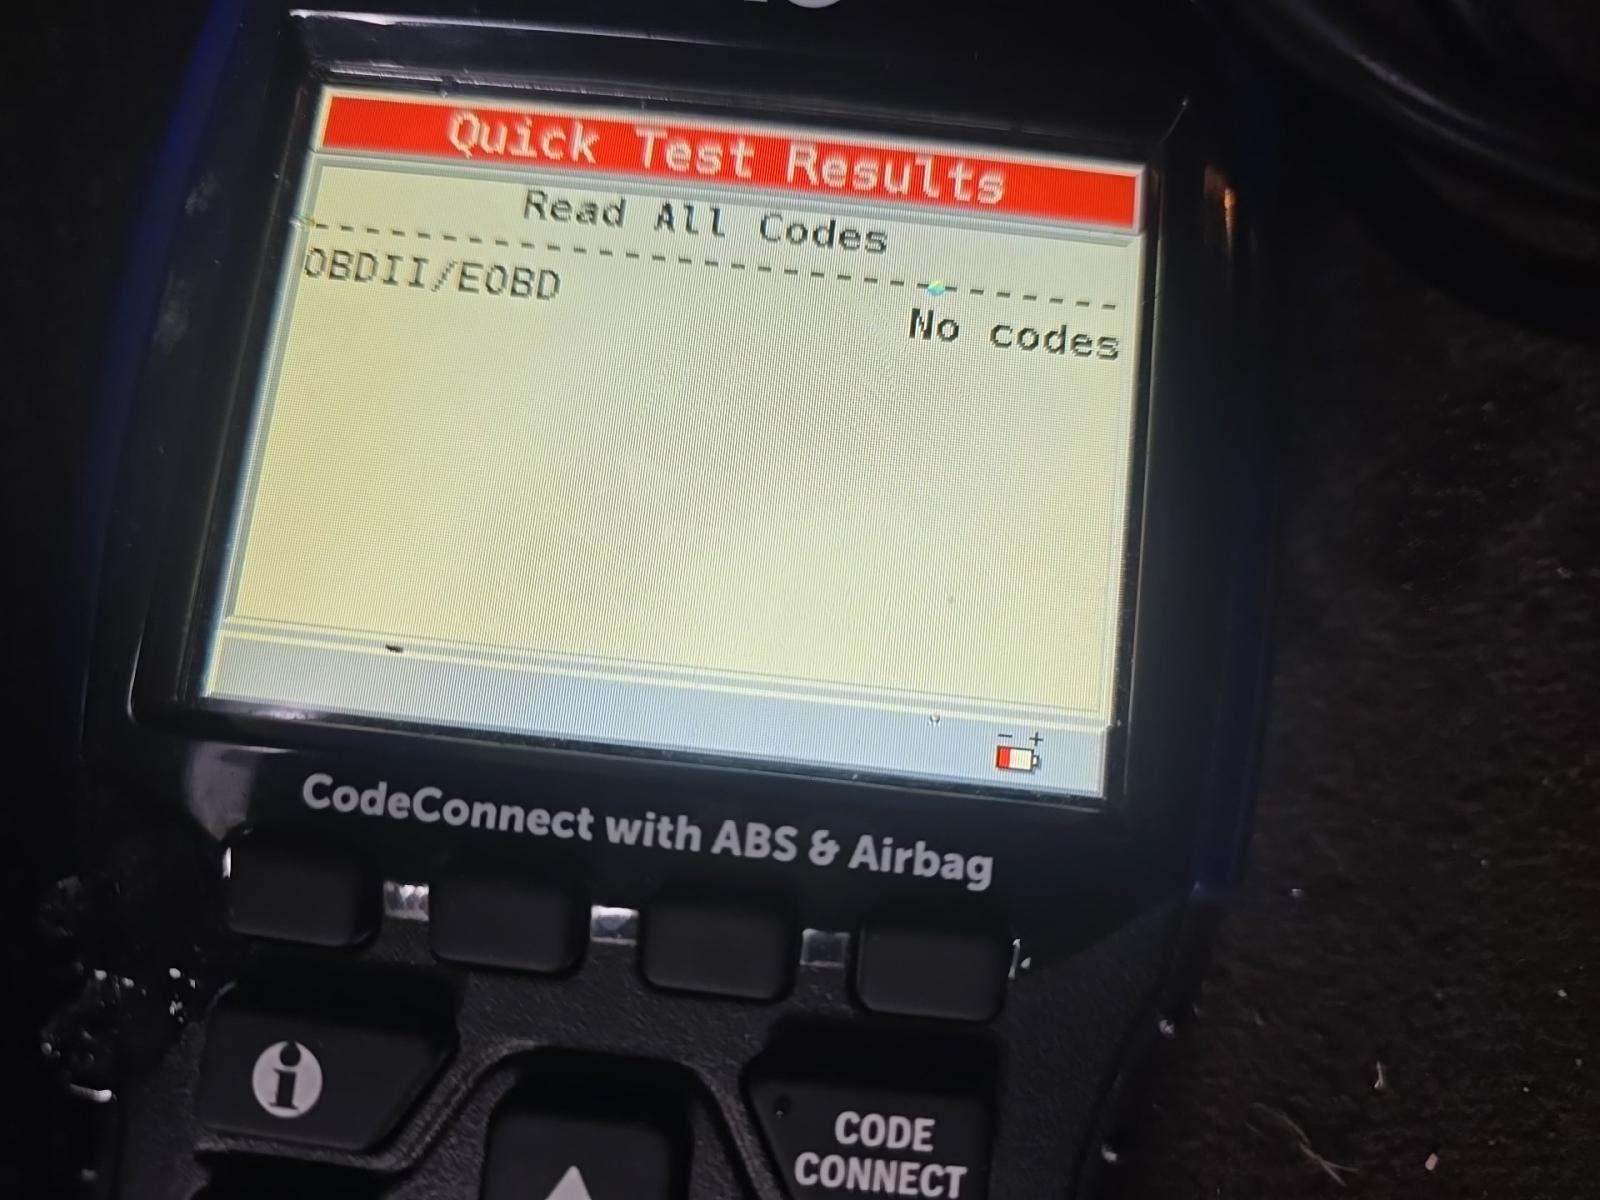 Quick Test Results
Read All Codes
--------------------------------
OBDII/EOBD
No codes
- +
CodeConnect with ABS & Airbag
i
CODE
CONNECT